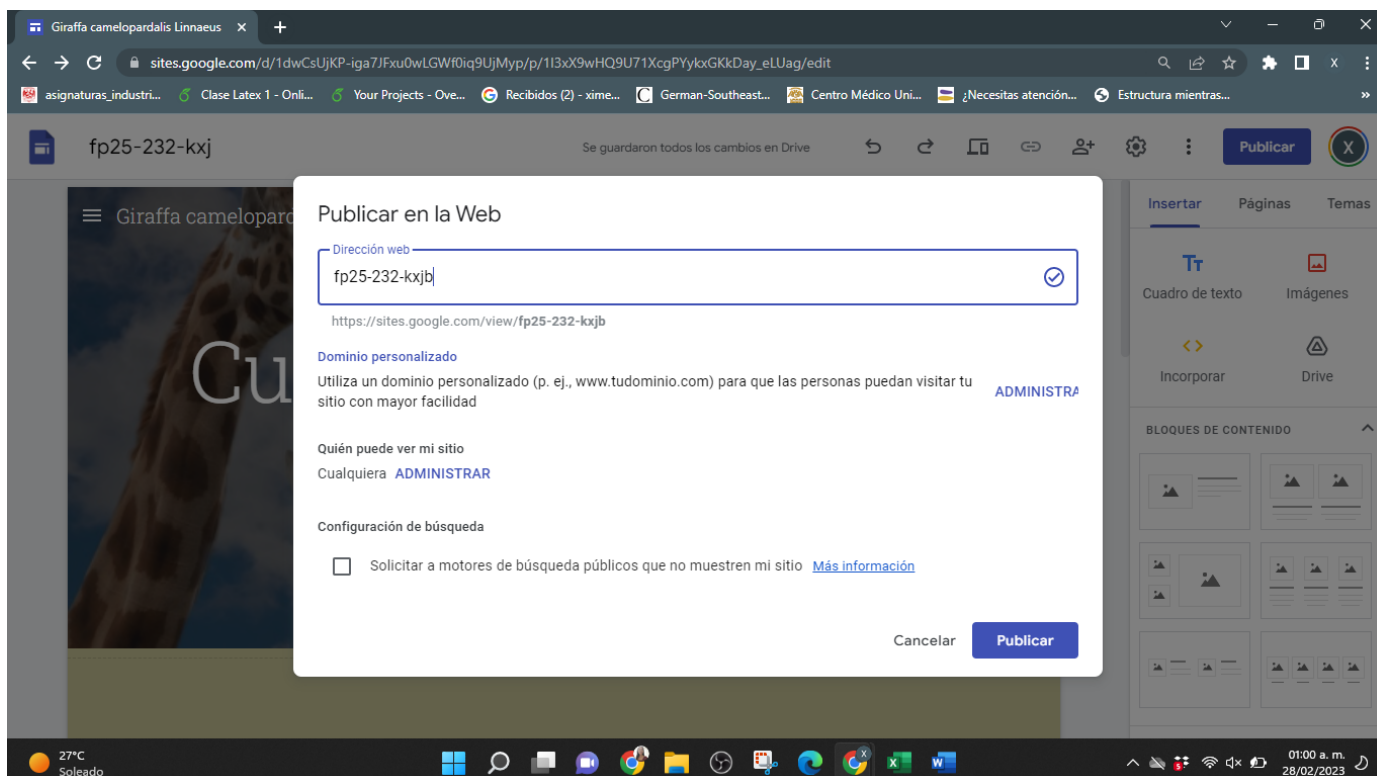 Giraffa camelopardalis Linnaeus
sites.google.com/d/1dwCsUjKP-iga7JFxu0wLGWf0iq9UjMyp/p/1I3xX9wHQ9U71XcgPYykxGKkDay_eLUag/edit
asignaturas_industri... Clase Latex 1 - Onli... Your Projects - Ove... Recibidos (2) - xime... German-Southeast... Centro Médico Uni... ¿Necesitas atención... Estructura mientras... »
fp25-232-kxj Se guardaron todos los cambios en Drive Publicar X
Giraffa camelopard
Cu
Publicar en la Web
Dirección web
fp25-232-kxjb
https://sites.google.com/view/fp25-232-kxjb
Dominio personalizado
Utiliza un dominio personalizado (p. ej., www.tudominio.com) para que las personas puedan visitar tu
sitio con mayor facilidad
ADMINISTRA
Quién puede ver mi sitio
Cualquiera ADMINISTRAR
Configuración de búsqueda
Solicitar a motores de búsqueda públicos que no muestren mi sitio Más información
Cancelar Publicar
Insertar Páginas Temas
Cuadro de texto Imágenes
Incorporar Drive
BLOQUES DE CONTENIDO
27°C
Soleado
01:00 a. m.
28/02/2023